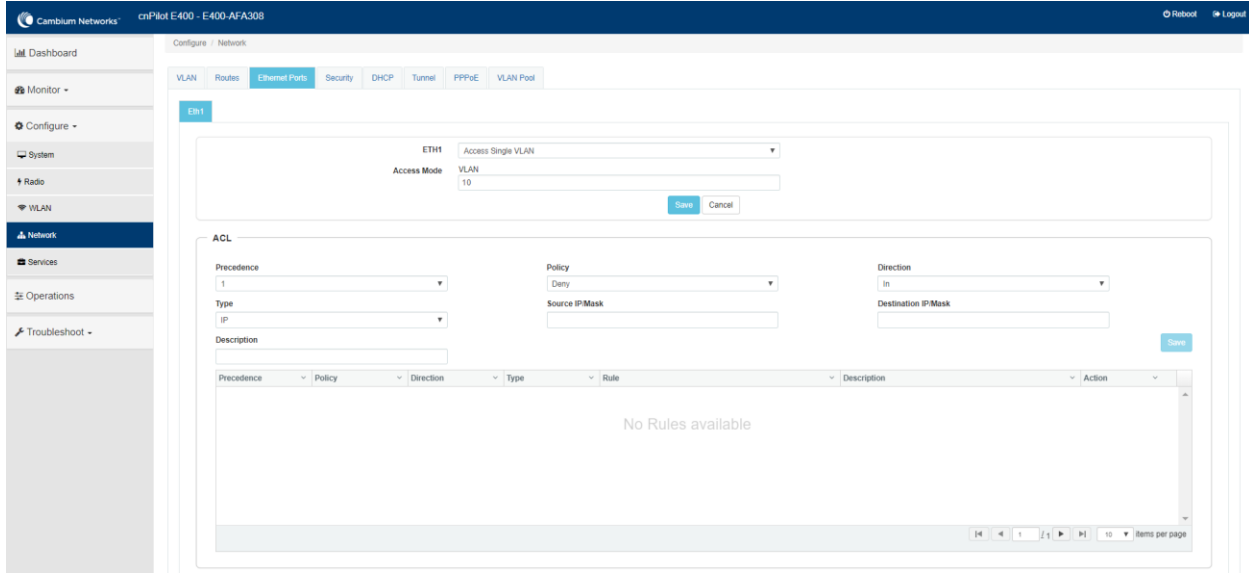 Cambium Networks™ cnPilot E400 - E400-AFA308 Reboot Logout
Dashboard
Monitor
Configure
System
Radio
WLAN
Network
Services
Operations
Troubleshoot
Configure / Network
VLAN Routes Ethernet Ports Security DHCP Tunnel PPPoE VLAN Pool
Eth1
ETH1 Access Single VLAN
Access Mode VLAN
10
Save Cancel
ACL
Precedence Policy Direction
1 Deny In
Type Source IP/Mask Destination IP/Mask
IP
Description
Save
Precedence Policy Direction Type Rule Description Action
No Rules available
1 / 1 10 items per page